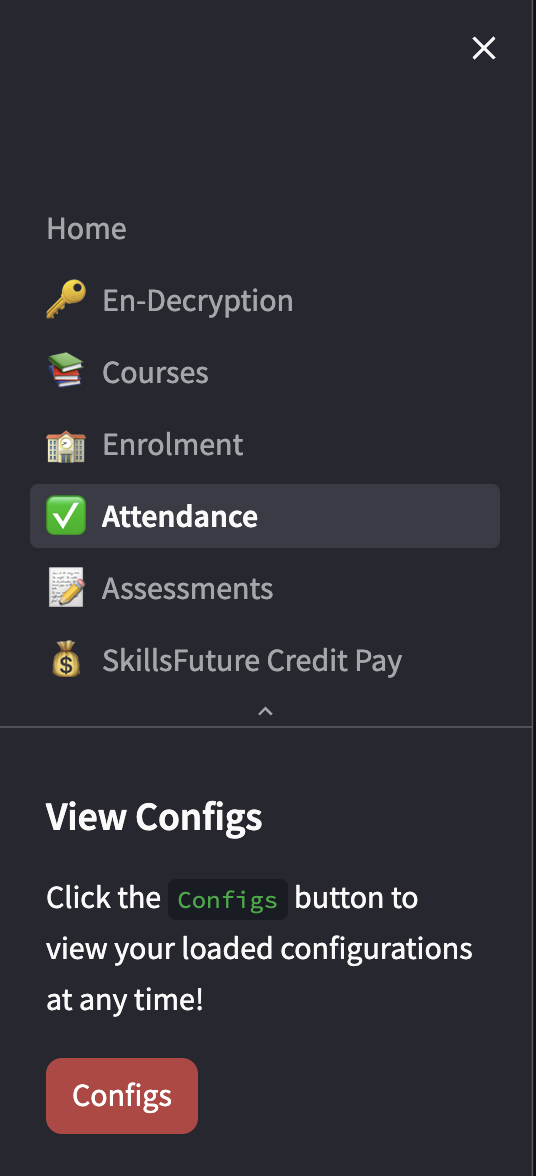 Home
En-Decryption
Courses
Enrolment
Attendance
Assessments
SkillsFuture Credit Pay
View Configs
Click the Configs button to
view your loaded configurations
at any time!
Configs